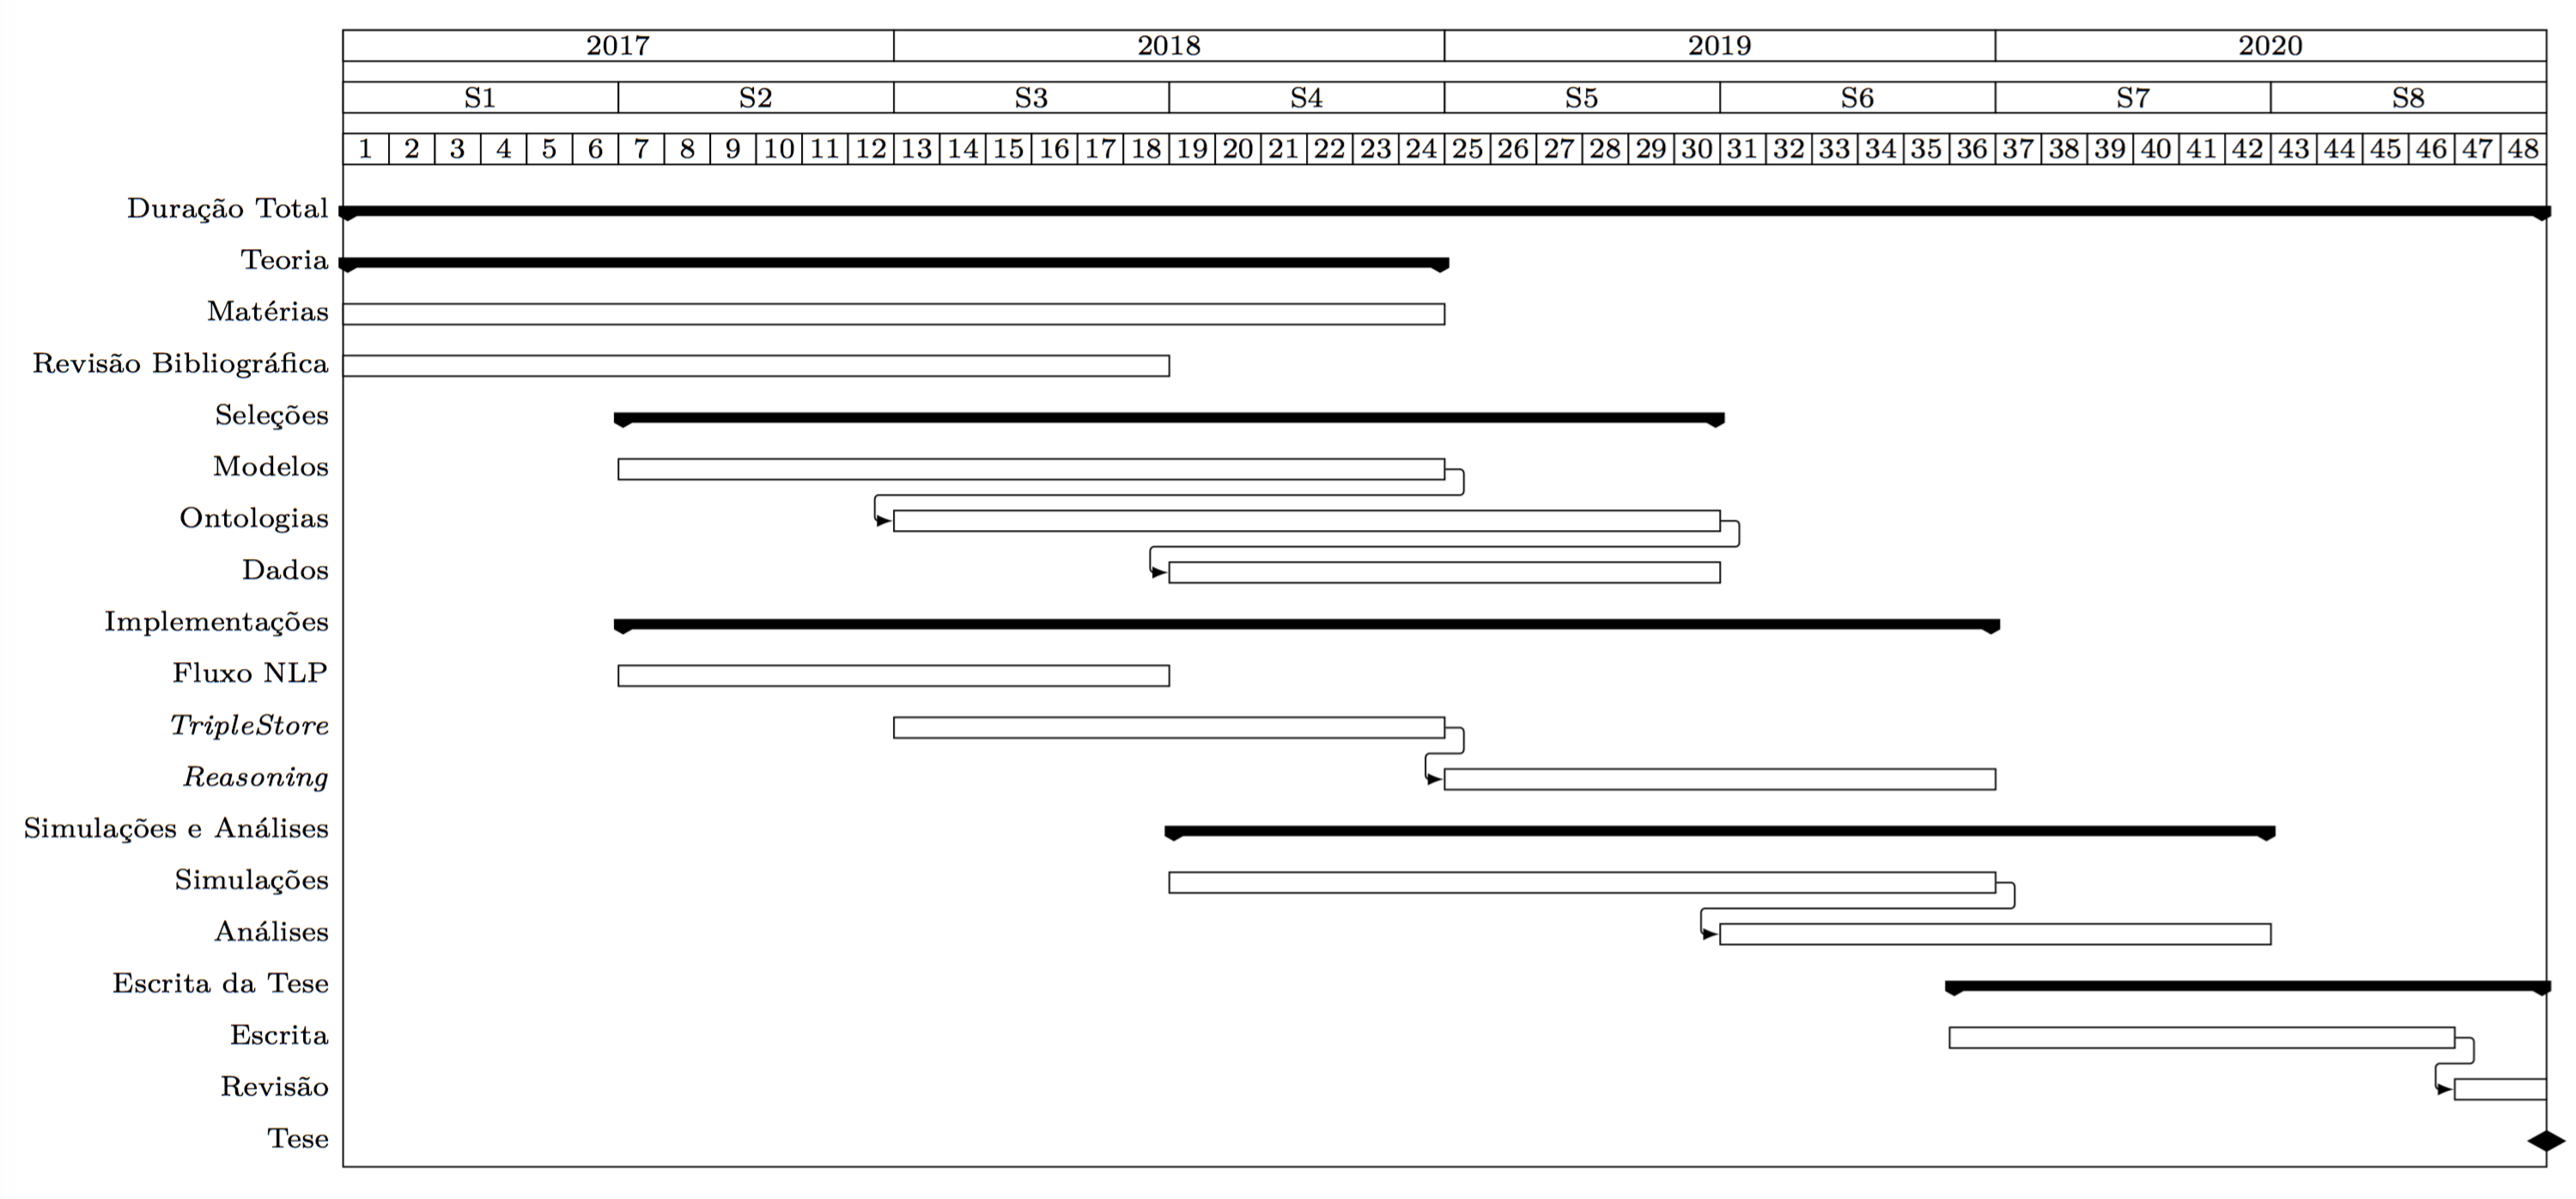 2017 2018 2019 2020
S1 S2 S3 S4 S5 S6 S7 S8
1 2 3 4 5 6 7 8 9 10 11 12 13 14 15 16 17 18 19 20 21 22 23 24 25 26 27 28 29 30 31 32 33 34 35 36 37 38 39 40 41 42 43 44 45 46 47 48
Duração Total
Teoria
Matérias
Revisão Bibliográfica
Seleções
Modelos
Ontologias
Dados
Implementações
Fluxo NLP
TripleStore
Reasoning
Simulações e Análises
Simulações
Análises
Escrita da Tese
Escrita
Revisão
Tese